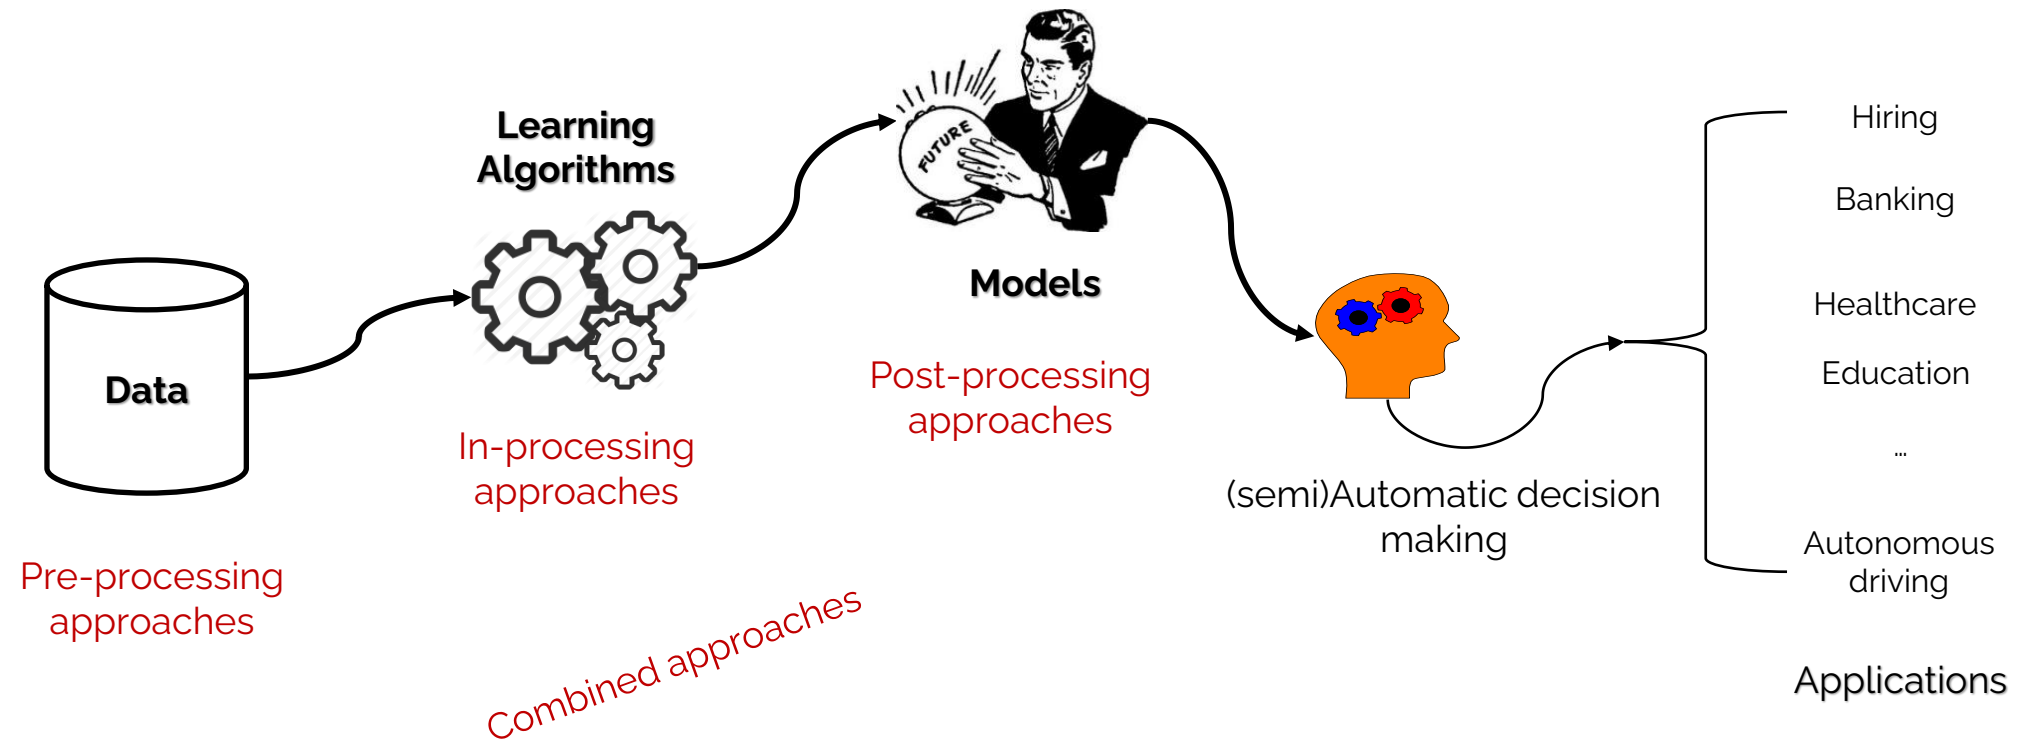 Data
Pre-processing
approaches
Learning
Algorithms
In-processing
approaches
FUTURE
Models
Post-processing
approaches
Combined approaches
(semi)Automatic decision
making
Hiring
Banking
Healthcare
Education
...
Autonomous
driving
Applications